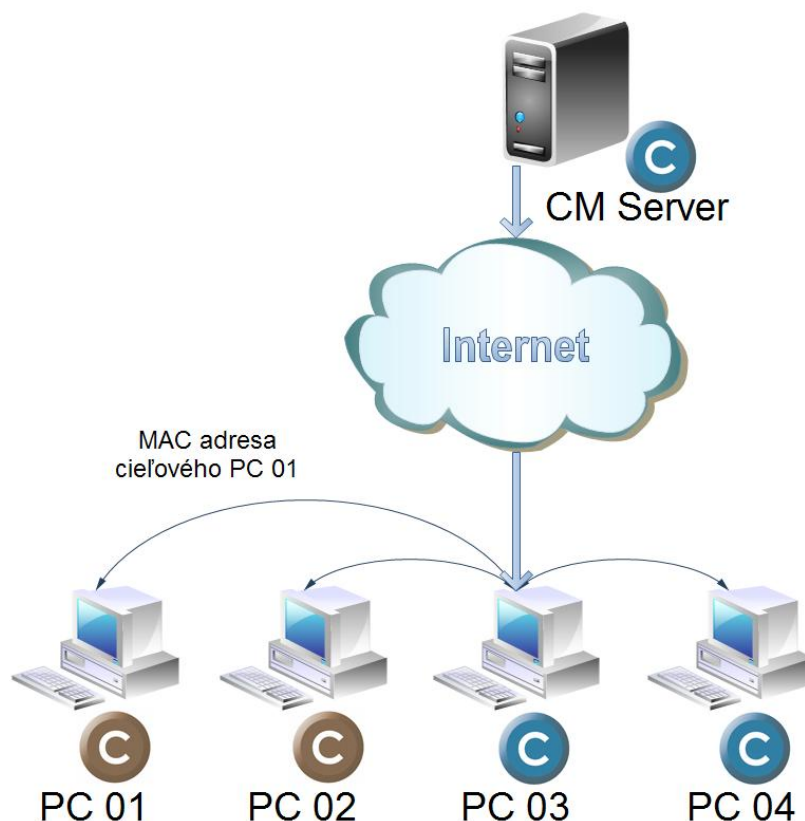 C
CM Server
Internet
MAC adresa
cieľového PC 01
C
C
C
C
PC 01
PC 02
PC 03
PC 04